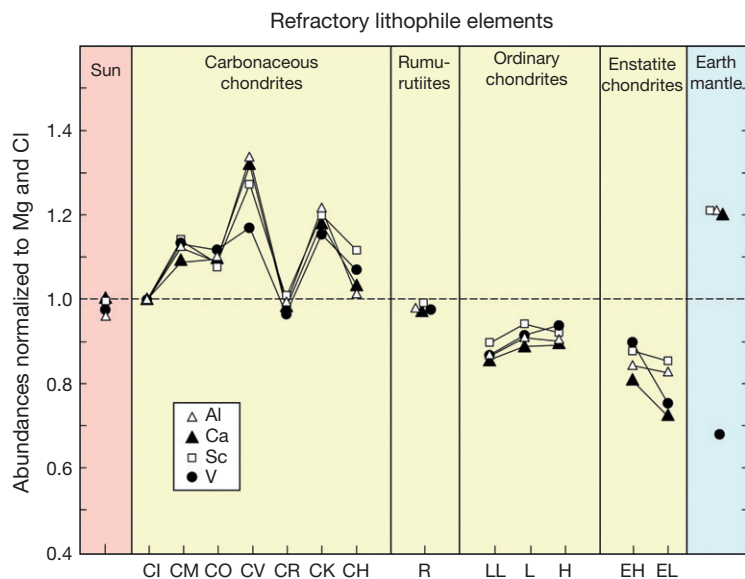 Refractory lithophile elements
Sun
Carbonaceous
chondrites
Rumu-
rutiites
Ordinary
chondrites
Enstatite
chondrites
Earth
mantle
Abundances normalized to Mg and CI
1.4
1.2
1.0
0.8
0.6
0.4
Al
Ca
Sc
V
CI CM CO CV CR CK CH R LL L H EH EL